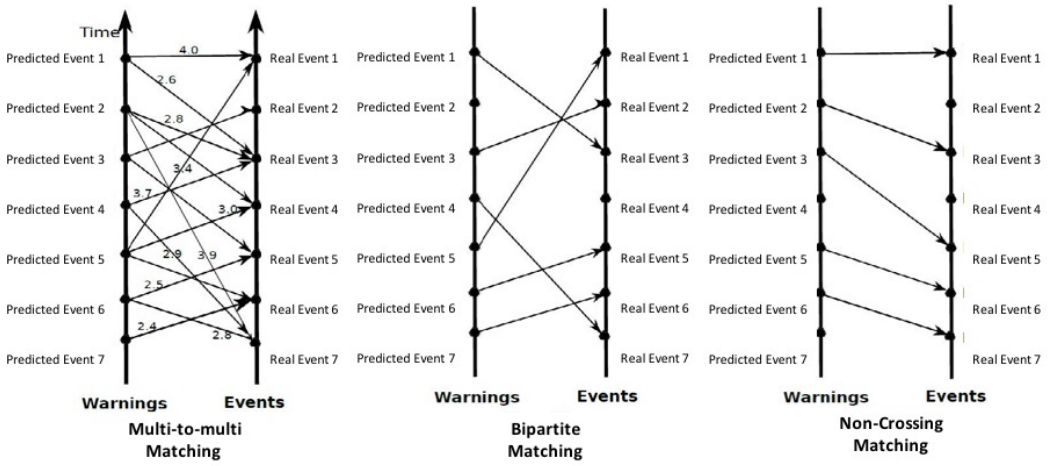 Time
Predicted Event 1
Predicted Event 2
Predicted Event 3
Predicted Event 4
Predicted Event 5
Predicted Event 6
Predicted Event 7
4.0
2.6
2.8
3.4
3.7
3.0
2.9
3.9
2.5
2.4
2.8
Real Event 1
Real Event 2
Real Event 3
Real Event 4
Real Event 5
Real Event 6
Real Event 7
Warnings
Events
Multi-to-multi
Matching
Predicted Event 1
Predicted Event 2
Predicted Event 3
Predicted Event 4
Predicted Event 5
Predicted Event 6
Predicted Event 7
Real Event 1
Real Event 2
Real Event 3
Real Event 4
Real Event 5
Real Event 6
Real Event 7
Warnings
Events
Bipartite
Matching
Predicted Event 1
Predicted Event 2
Predicted Event 3
Predicted Event 4
Predicted Event 5
Predicted Event 6
Predicted Event 7
Real Event 1
Real Event 2
Real Event 3
Real Event 4
Real Event 5
Real Event 6
Real Event 7
Warnings
Events
Non-Crossing
Matching